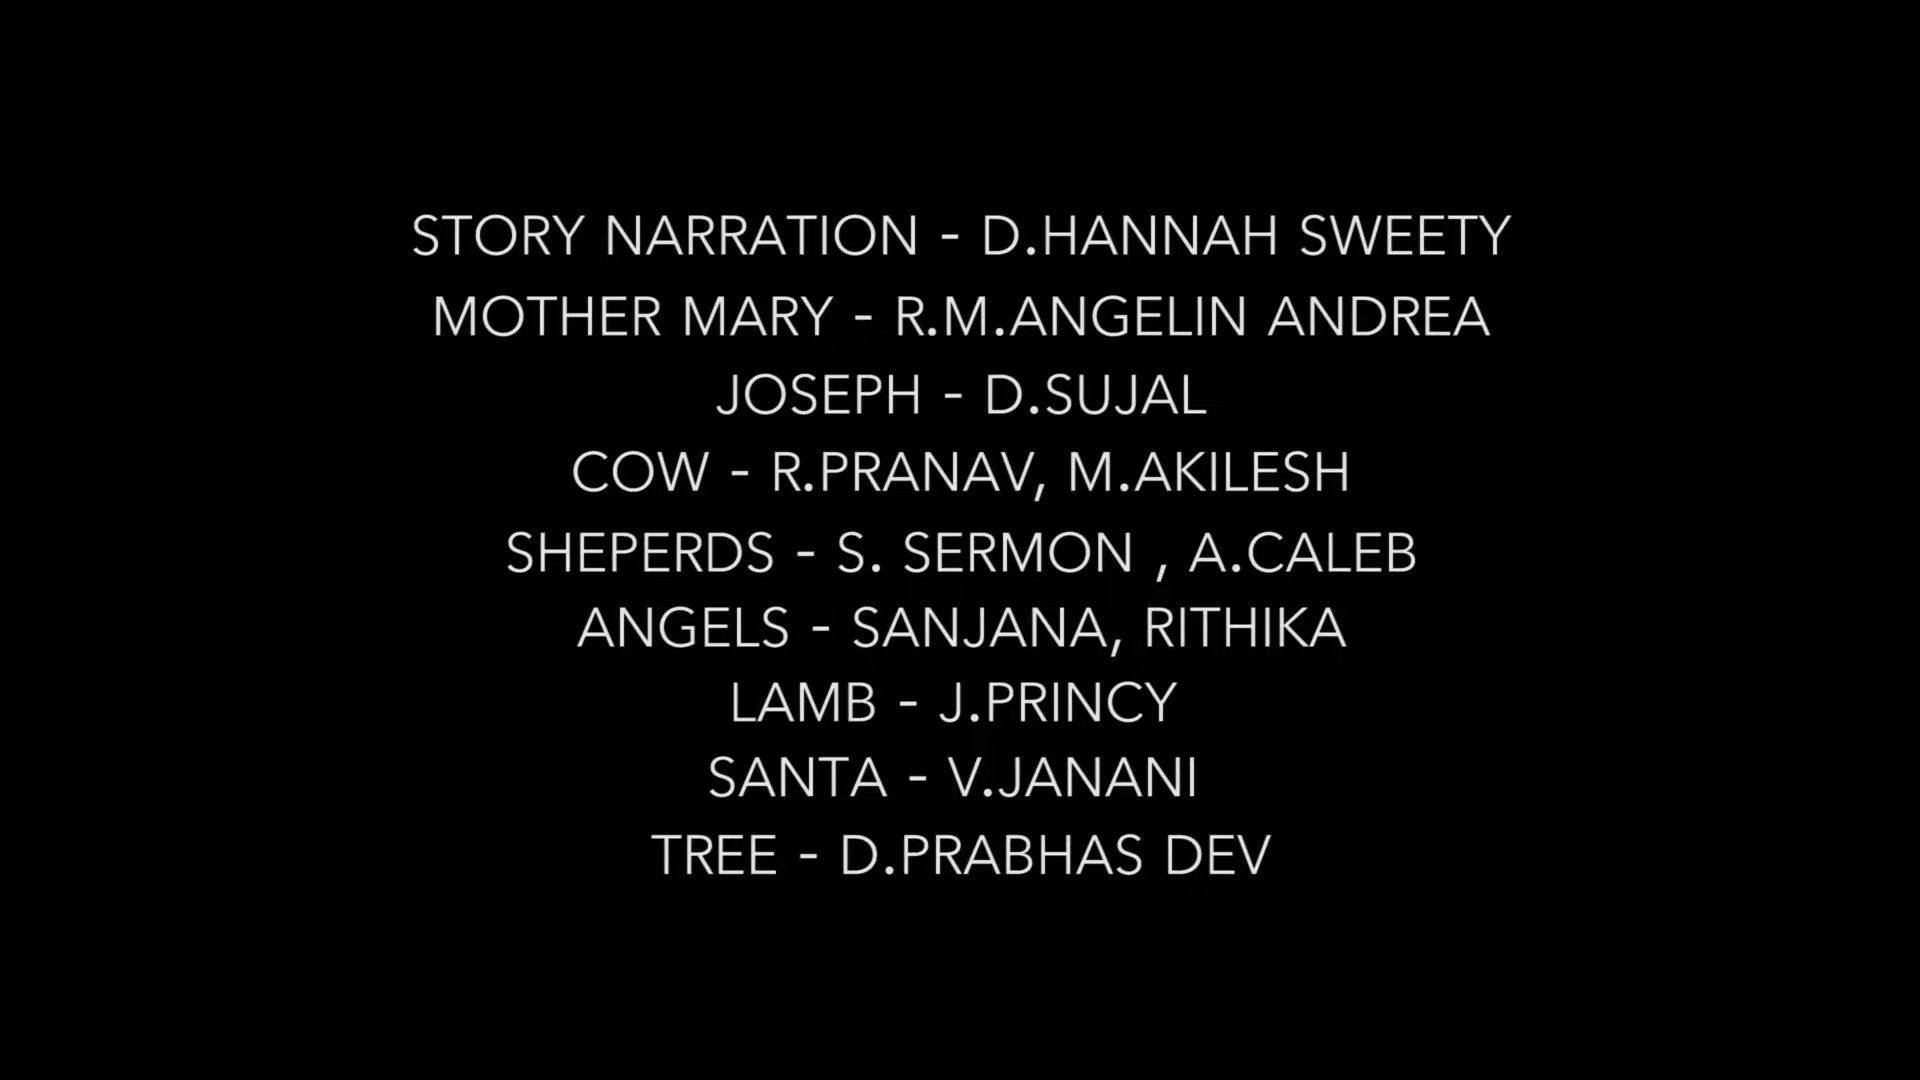 STORY NARRATION - D.HANNAH SWEETY
MOTHER MARY - R.M.ANGELIN ANDREA
JOSEPH - D.SUJAL
COW - R.PRANAV, M.AKILESH
SHEPERDS - S. SERMON , A.CALEB
ANGELS - SANJANA, RITHIKA
LAMB - J.PRINCY
SANTA - V.JANANI
TREE - D.PRABHAS DEV